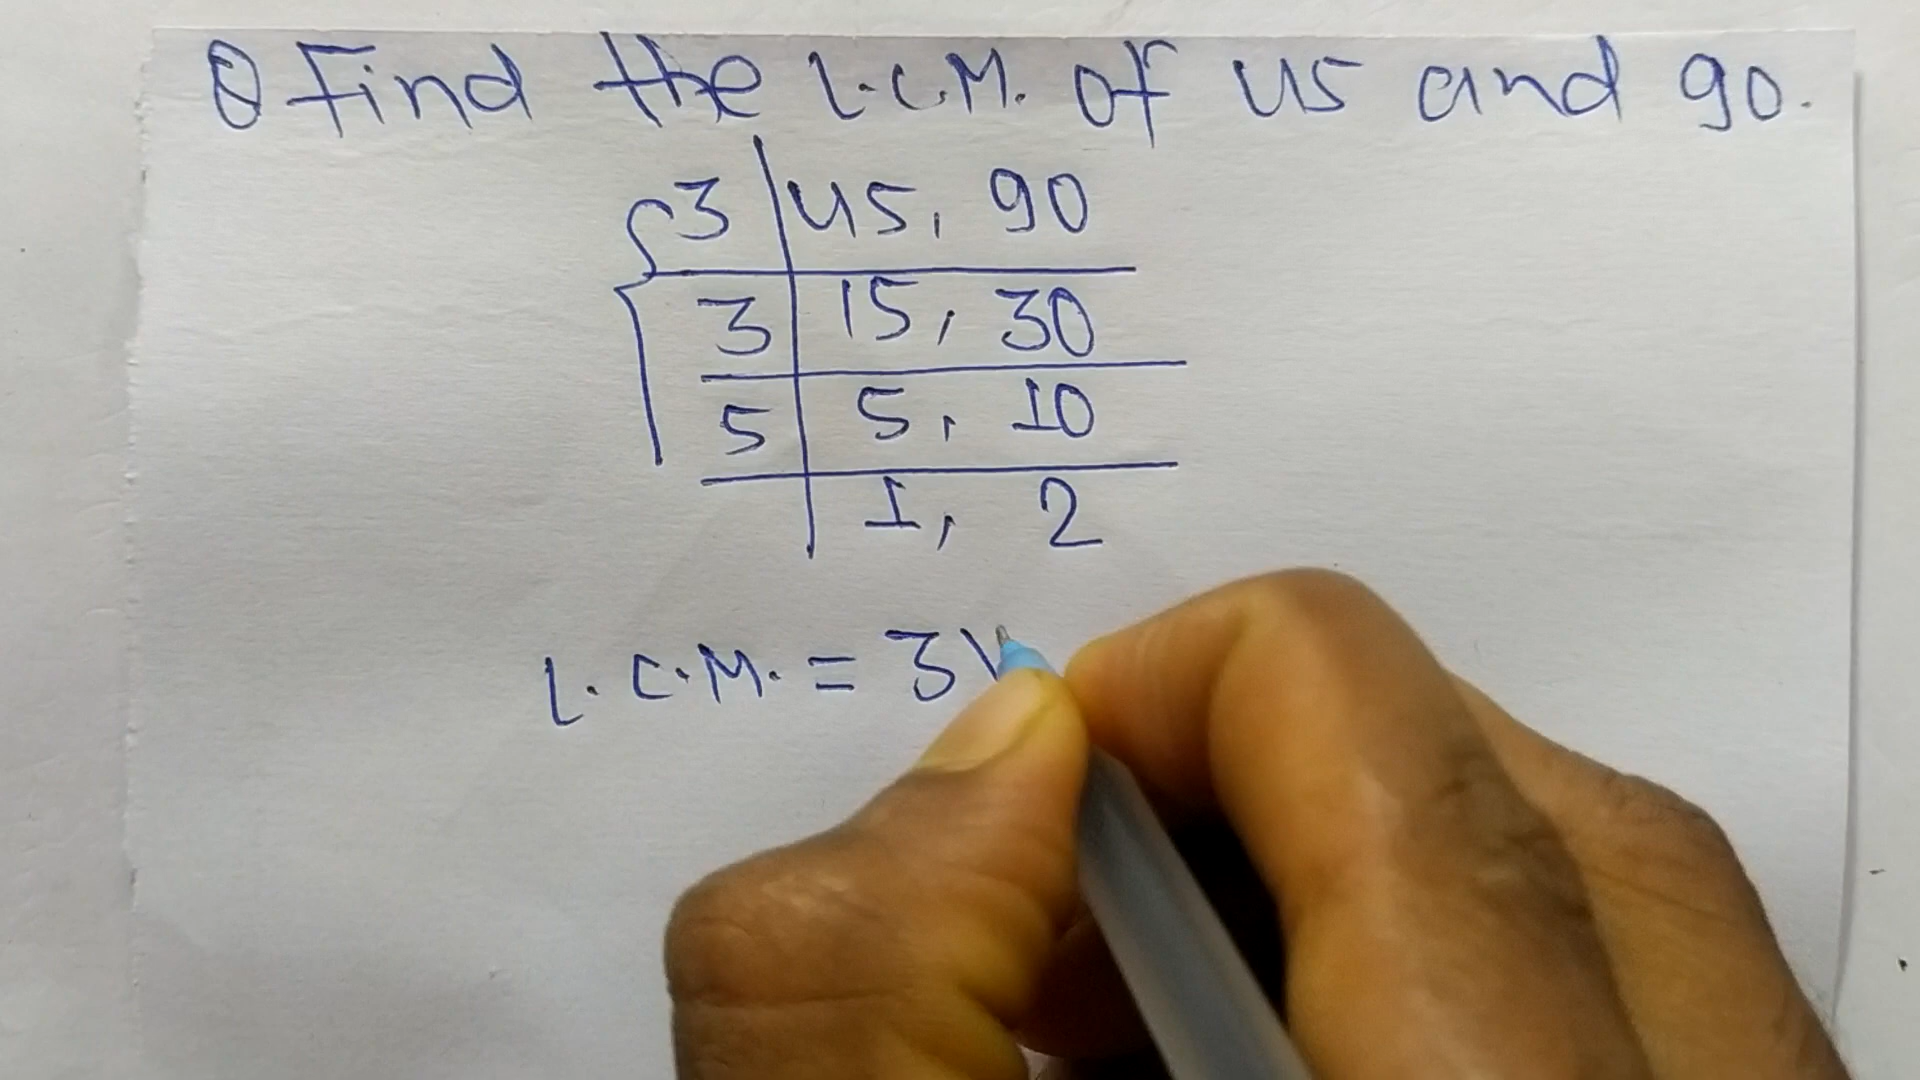 Q Find the L.C.M. of 45 and 90.
3 | 45, 90
3 | 15, 30
5 | 5, 10
1, 2
L.C.M. = 3